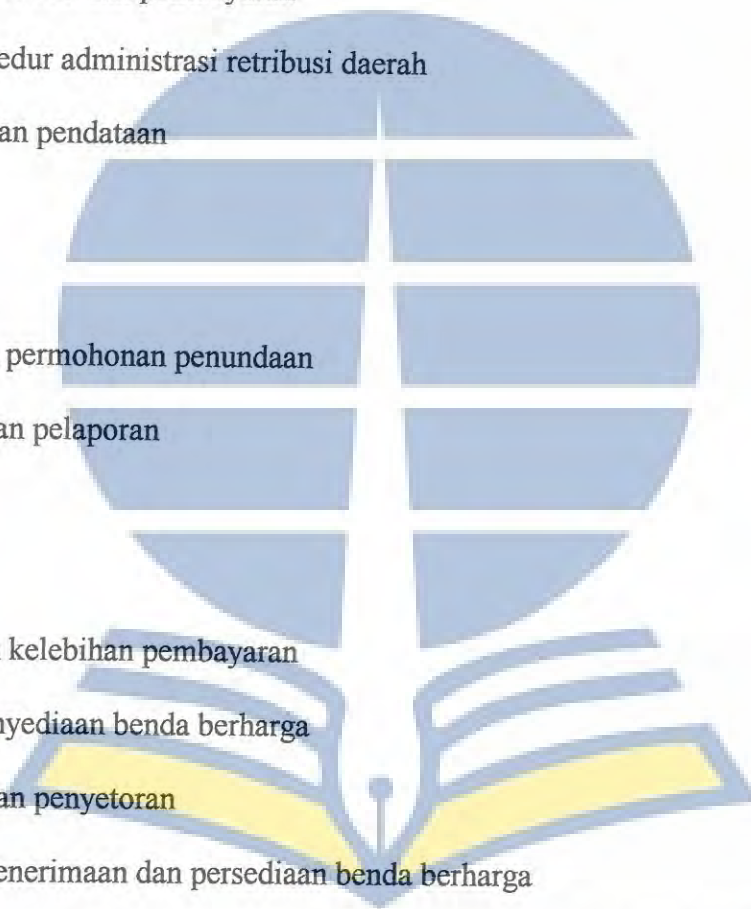 edur administrasi retribusi daerah
an pendataan
permohonan penundaan
an pelaporan
kelebihan pembayaran
nyediaan benda berharga
an penyetoran
enerimaan dan persediaan benda berharga